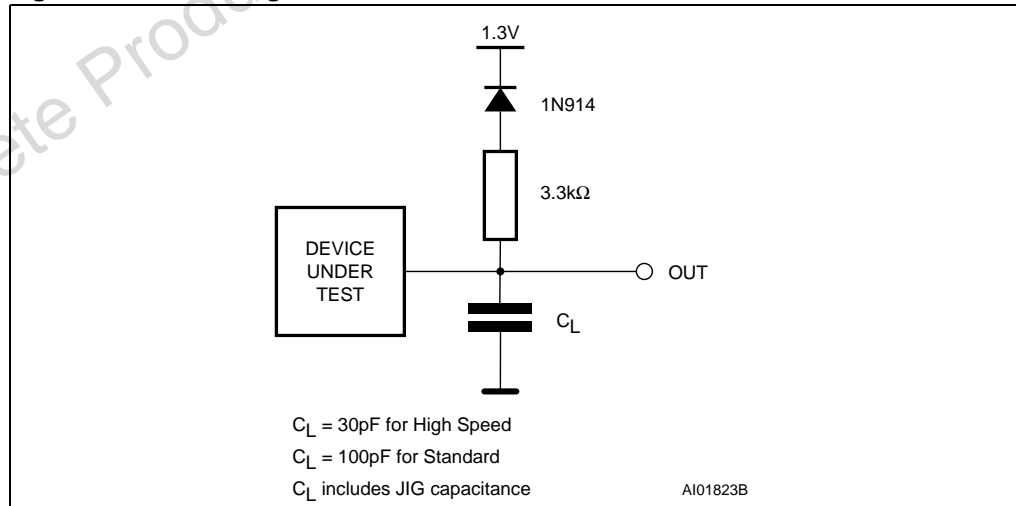 1.3V
1N914
3.3kΩ
DEVICE
UNDER
TEST
OUT
CL
CL = 30pF for High Speed
CL = 100pF for Standard
CL includes JIG capacitance
AI01823B